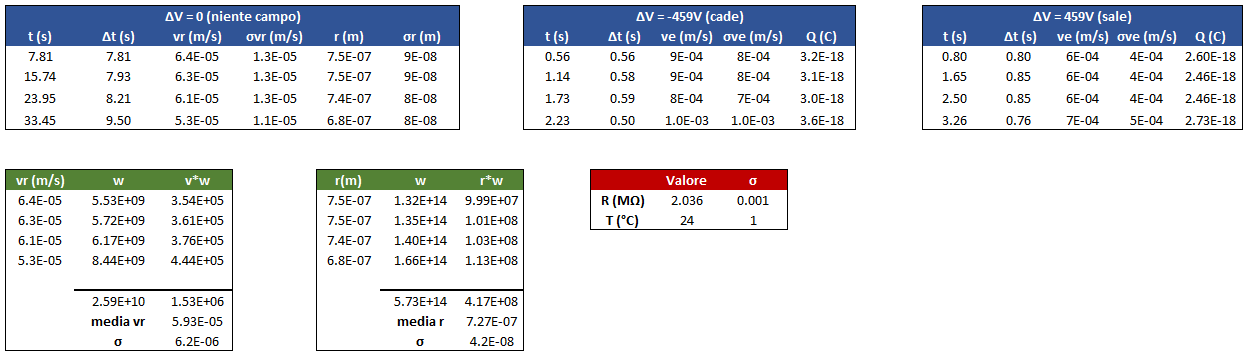 ΔV = 0 (niente campo)
t (s) Δt (s) vr (m/s) σvr (m/s) r (m) σr (m)
7.81 7.81 6.4E-05 1.3E-05 7.5E-07 9E-08
15.74 7.93 6.3E-05 1.3E-05 7.5E-07 9E-08
23.95 8.21 6.1E-05 1.3E-05 7.4E-07 8E-08
33.45 9.50 5.3E-05 1.1E-05 6.8E-07 8E-08
ΔV = -459V (cade)
t (s) Δt (s) ve (m/s) σve (m/s) Q (C)
0.56 0.56 9E-04 8E-04 3.2E-18
1.14 0.58 9E-04 8E-04 3.1E-18
1.73 0.59 8E-04 7E-04 3.0E-18
2.23 0.50 1.0E-03 1.0E-03 3.6E-18
ΔV = 459V (sale)
t (s) Δt (s) ve (m/s) σve (m/s) Q (C)
0.80 0.80 6E-04 4E-04 2.60E-18
1.65 0.85 6E-04 4E-04 2.46E-18
2.50 0.85 6E-04 4E-04 2.46E-18
3.26 0.76 7E-04 5E-04 2.73E-18
vr (m/s) w v*w
6.4E-05 5.53E+09 3.54E+05
6.3E-05 5.72E+09 3.61E+05
6.1E-05 6.17E+09 3.76E+05
5.3E-05 8.44E+09 4.44E+05
2.59E+10 1.53E+06
media vr 5.93E-05
σ 6.2E-06
r(m) w r*w
7.5E-07 1.32E+14 9.99E+07
7.5E-07 1.35E+14 1.01E+08
7.4E-07 1.40E+14 1.03E+08
6.8E-07 1.66E+14 1.13E+08
5.73E+14 4.17E+08
media r 7.27E-07
σ 4.2E-08
Valore σ
R (MΩ) 2.036 0.001
T (°C) 24 1